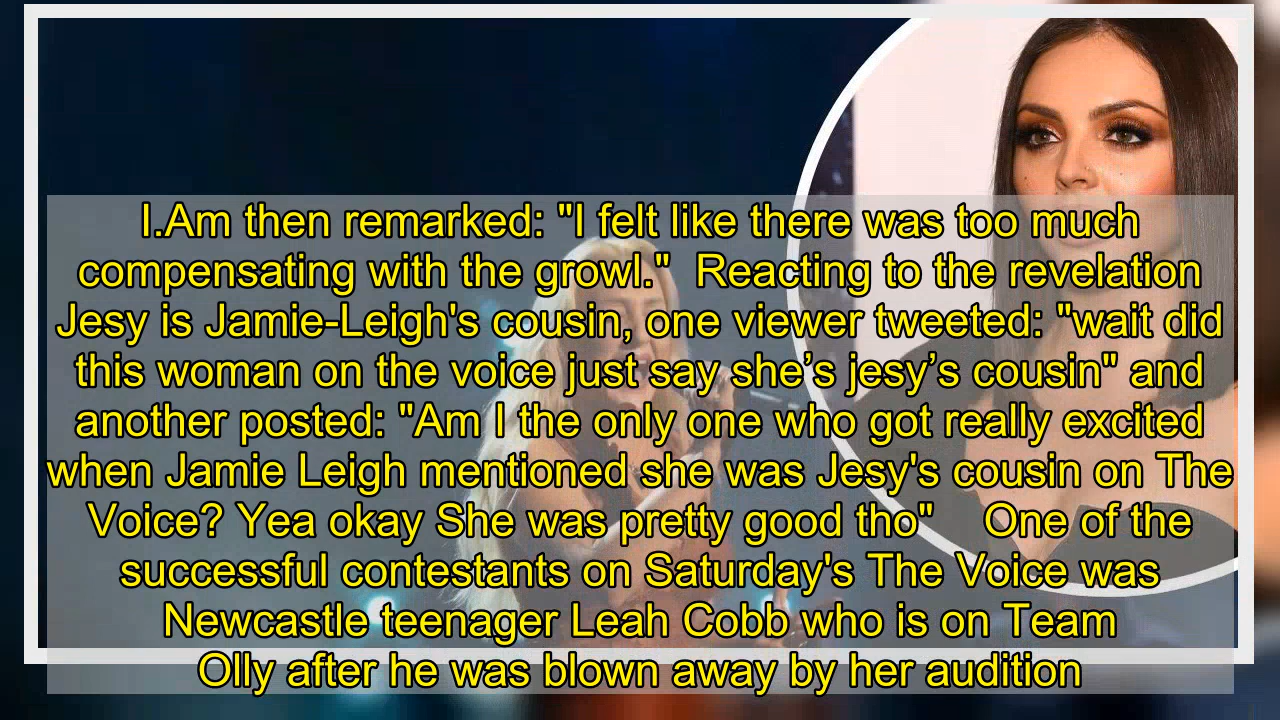 I.Am then remarked: "I felt like there was too much
compensating with the growl."  Reacting to the revelation
Jesy is Jamie-Leigh's cousin, one viewer tweeted: "wait did
this woman on the voice just say she’s jesy’s cousin" and
another posted: "Am I the only one who got really excited
when Jamie Leigh mentioned she was Jesy's cousin on The
Voice? Yea okay She was pretty good tho"    One of the
successful contestants on Saturday's The Voice was
Newcastle teenager Leah Cobb who is on Team
Olly after he was blown away by her audition